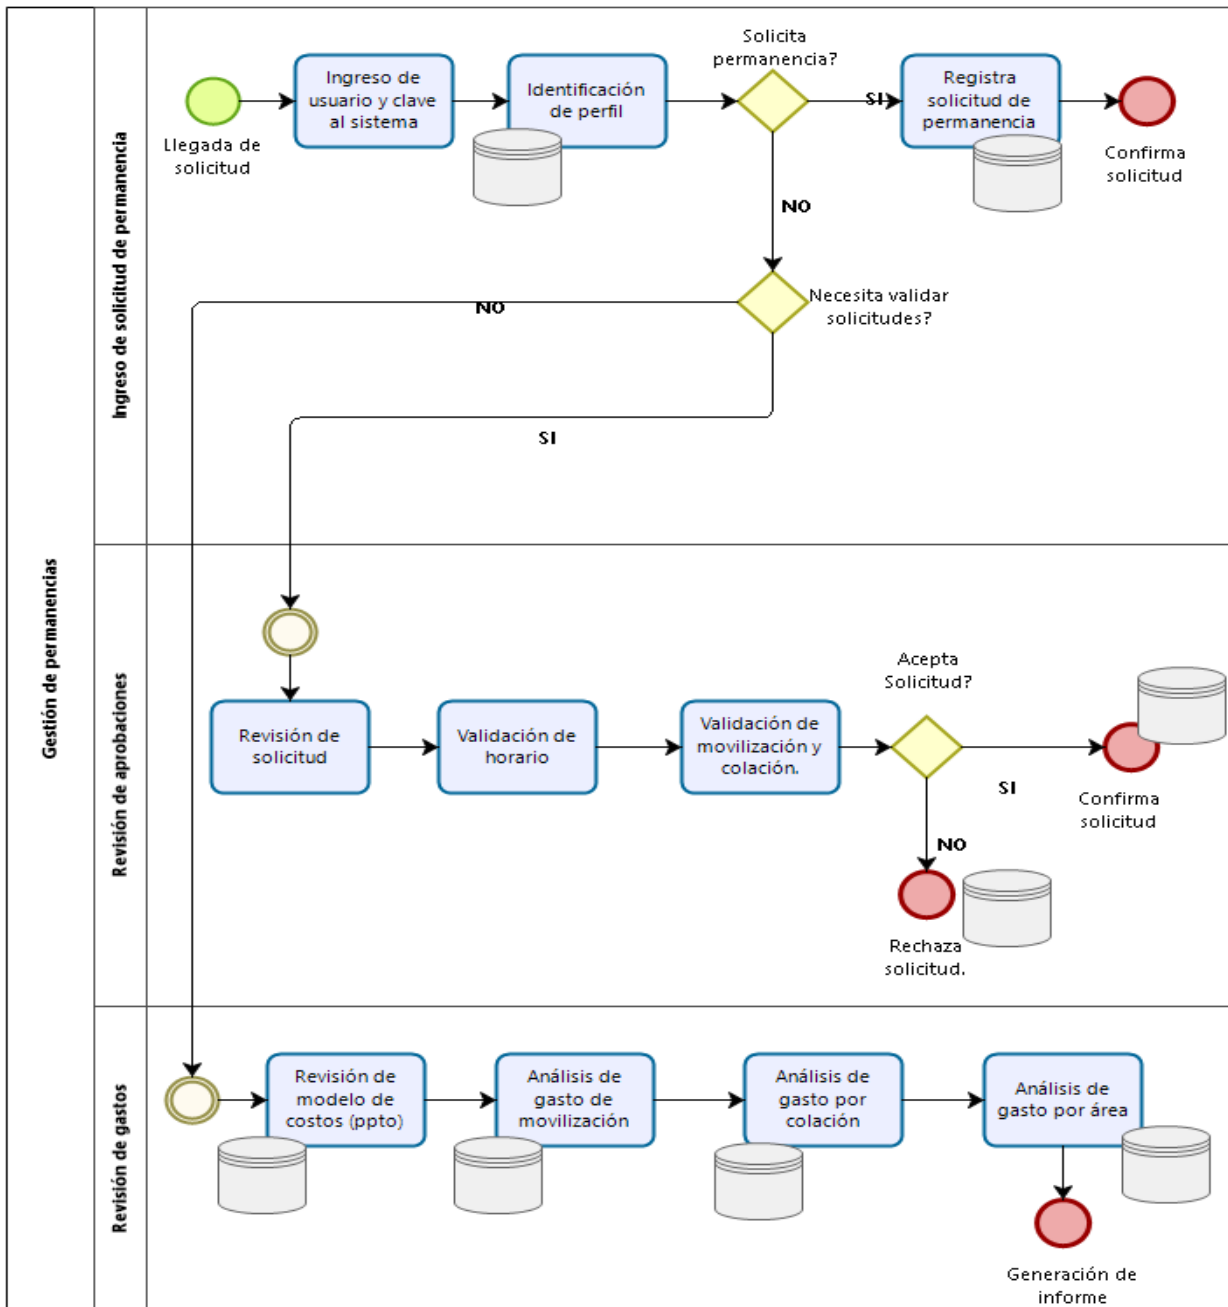 Gestión de permanencias
Ingreso de solicitud de permanencia
Llegada de
solicitud
Ingreso de
usuario y clave
al sistema
Identificación
de perfil
Solicita
permanencia?
SI
Registra
solicitud de
permanencia
Confirma
solicitud
NO
Necesita validar
solicitudes?
NO
SI
Revisión de aprobaciones
Revisión de
solicitud
Validación de
horario
Validación de
movilización y
colación.
Acepta
Solicitud?
SI
Confirma
solicitud
NO
Rechaza
solicitud.
Revisión de gastos
Revisión de
modelo de
costos (ppto)
Análisis de
gasto de
movilización
Análisis de
gasto por
colación
Análisis de
gasto por área
Generación de
informe